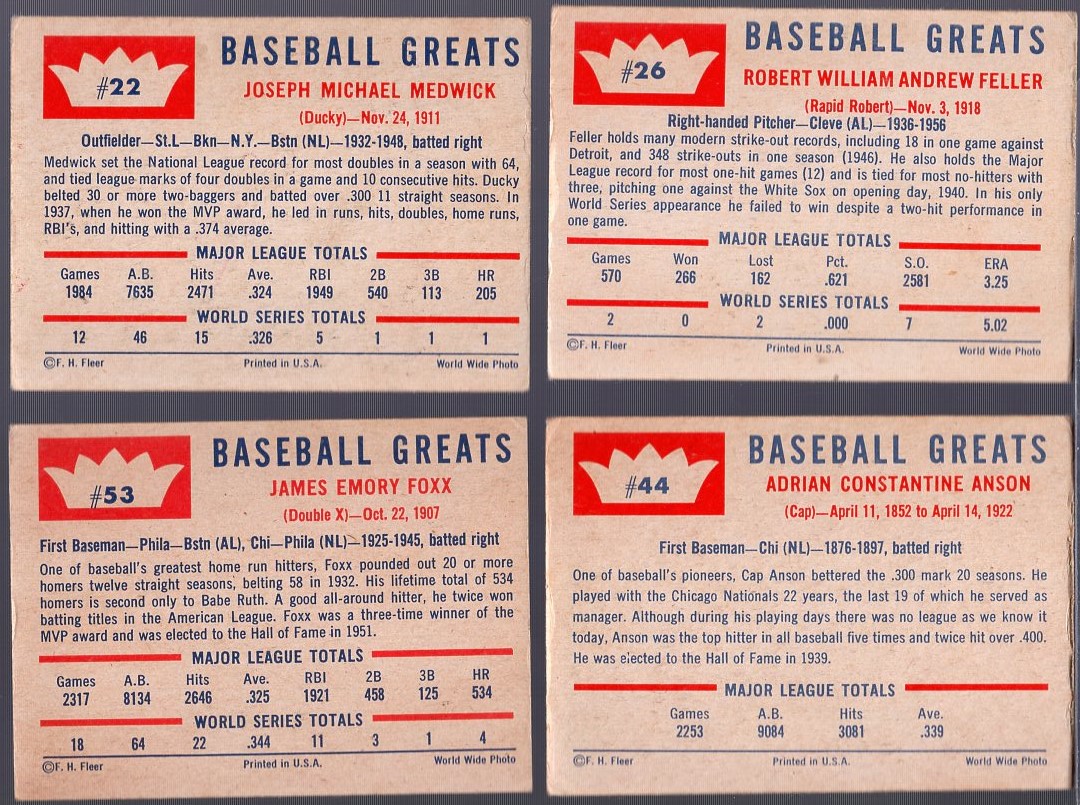 #22
BASEBALL GREATS
JOSEPH MICHAEL MEDWICK
(Ducky)—Nov. 24, 1911
Outfielder—St.L—Bkn—N.Y.—Bstn (NL)—1932-1948, batted right
Medwick set the National League record for most doubles in a season with 64,
and tied league marks of four doubles in a game and 10 consecutive hits. Ducky
belted 30 or more two-baggers and batted over .300 11 straight seasons. In
1937, when he won the MVP award, he led in runs, hits, doubles, home runs,
RBI's, and hitting with a .374 average.
MAJOR LEAGUE TOTALS
Games A.B. Hits Ave. RBI 2B 3B HR
1984 7635 2471 .324 1949 540 113 205
WORLD SERIES TOTALS
12 46 15 .326 5 1 1 1
©F. H. Fleer Printed in U.S.A. World Wide Photo
#26
BASEBALL GREATS
ROBERT WILLIAM ANDREW FELLER
(Rapid Robert)—Nov. 3, 1918
Right-handed Pitcher—Cleve (AL)—1936-1956
Feller holds many modern strike-out records, including 18 in one game against
Detroit, and 348 strike-outs in one season (1946). He also holds the Major
League record for most one-hit games (12) and is tied for most no-hitters with
three, pitching one against the White Sox on opening day, 1940. In his only
World Series appearance he failed to win despite a two-hit performance in
one game.
MAJOR LEAGUE TOTALS
Games Won Lost Pct. S.O. ERA
570 266 162 .621 2581 3.25
WORLD SERIES TOTALS
2 0 2 .000 7 5.02
©F. H. Fleer Printed in U.S.A. World Wide Photo
#53
BASEBALL GREATS
JAMES EMORY FOXX
(Double X)—Oct. 22, 1907
First Baseman—Phila—Bstn (AL), Chi—Phila (NL)—1925-1945, batted right
One of baseball's greatest home run hitters, Foxx pounded out 20 or more
homers twelve straight seasons, belting 58 in 1932. His lifetime total of 534
homers is second only to Babe Ruth. A good all-around hitter, he twice won
batting titles in the American League. Foxx was a three-time winner of the
MVP award and was elected to the Hall of Fame in 1951.
MAJOR LEAGUE TOTALS
Games A.B. Hits Ave. RBI 2B 3B HR
2317 8134 2646 .325 1921 458 125 534
WORLD SERIES TOTALS
18 64 22 .344 11 3 1 4
©F. H. Fleer Printed in U.S.A. World Wide Photo
#44
BASEBALL GREATS
ADRIAN CONSTANTINE ANSON
(Cap)—April 11, 1852 to April 14, 1922
First Baseman—Chi (NL)—1876-1897, batted right
One of baseball's pioneers, Cap Anson bettered the .300 mark 20 seasons. He
played with the Chicago Nationals 22 years, the last 19 of which he served as
manager. Although during his playing days there was no league as we know it
today, Anson was the top hitter in all baseball five times and twice hit over .400.
He was elected to the Hall of Fame in 1939.
MAJOR LEAGUE TOTALS
Games A.B. Hits Ave.
2253 9084 3081 .339
©F. H. Fleer Printed in U.S.A. World Wide Photo